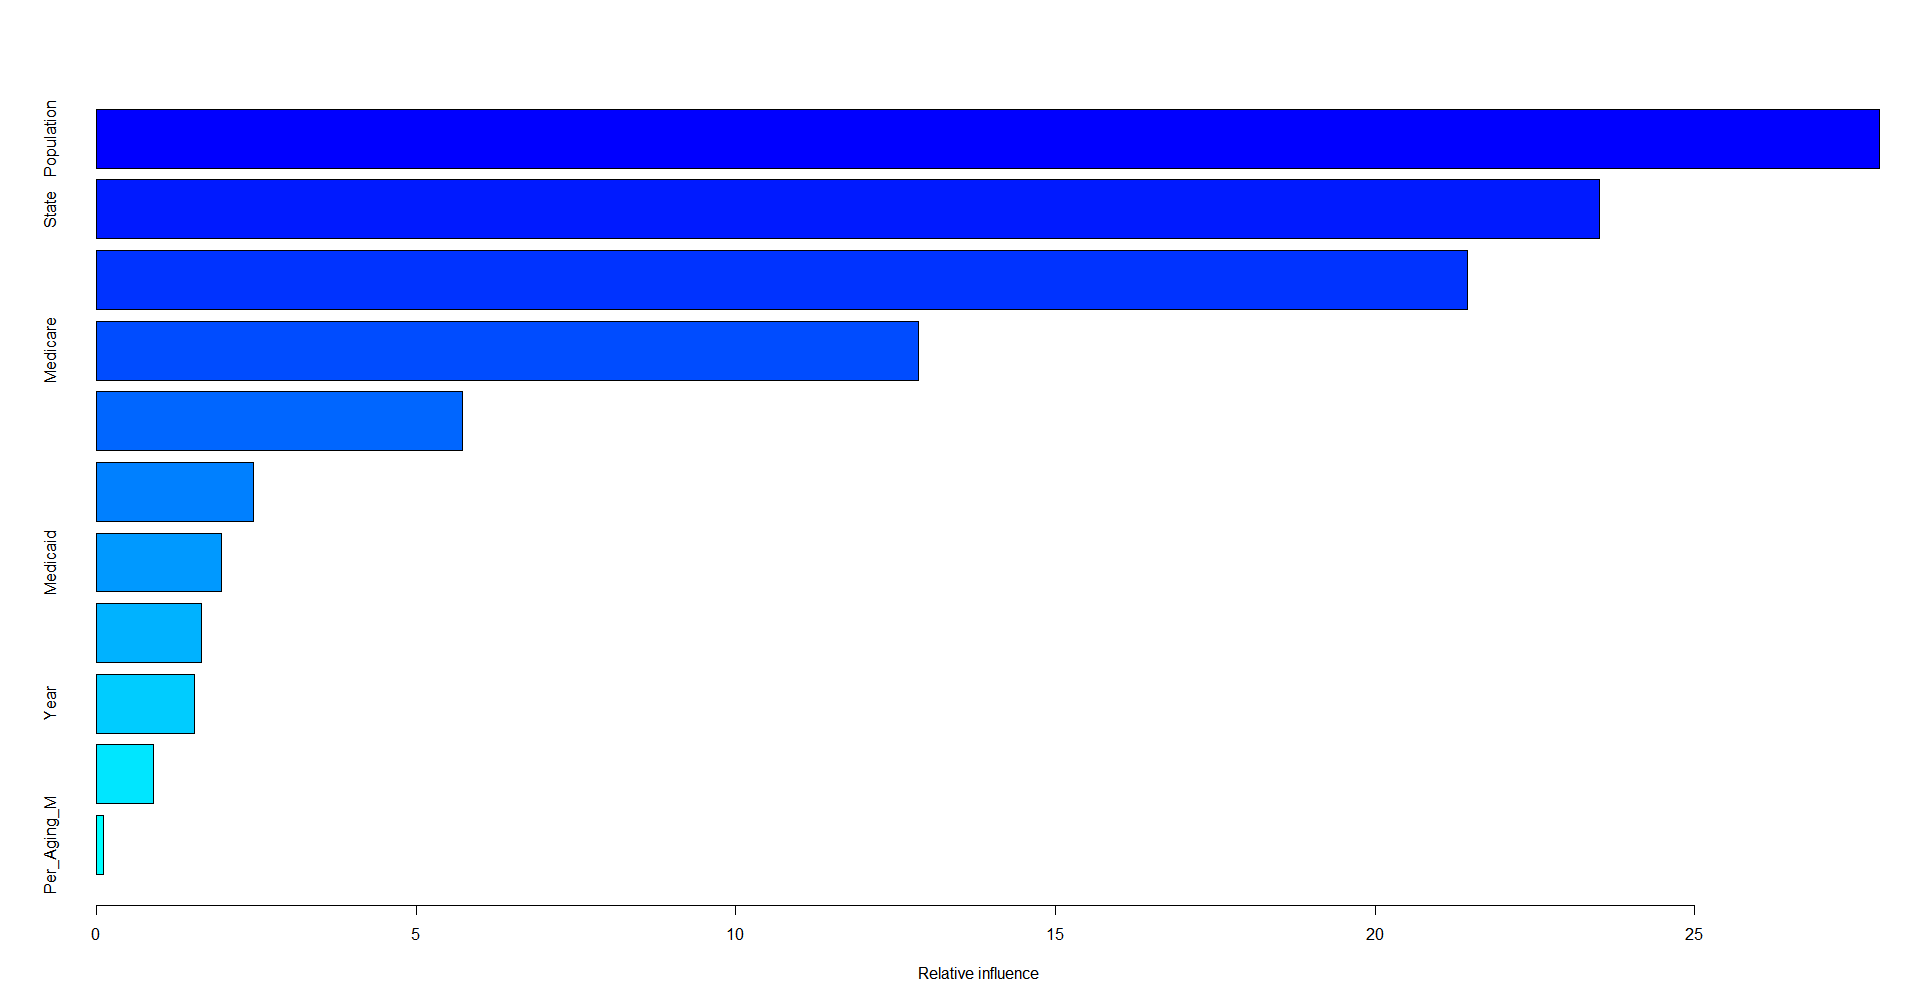 Population
State
Medicare
Medicaid
Year
Per_Aging_M
0 5 10 15 20 25
Relative influence